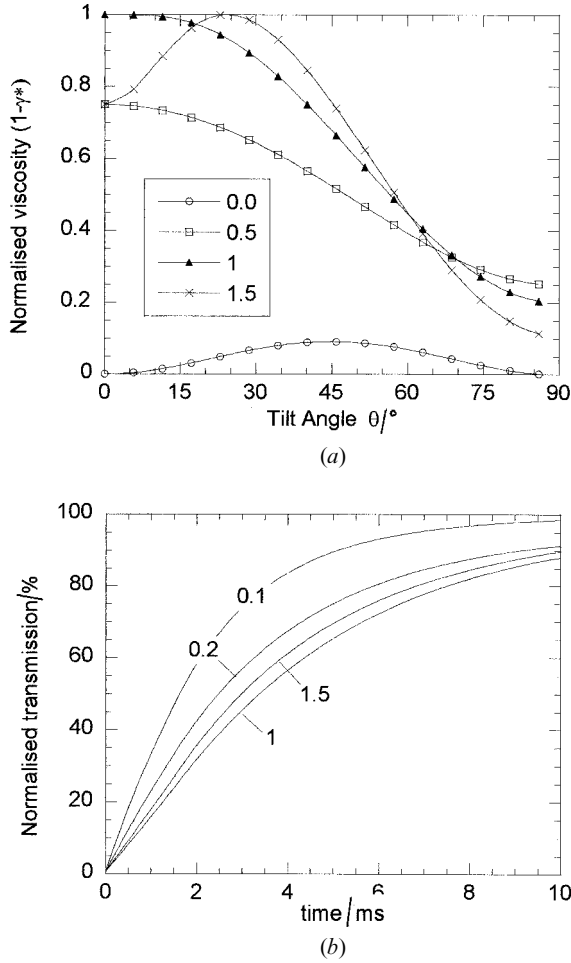 1
0.8
0.6
0.4
0.2
0
Normalised viscosity (1-γ*)
0.0
0.5
1
1.5
0 15 30 45 60 75 90
Tilt Angle θ/°
(a)
100
80
60
40
20
0
Normalised transmission/%
0.1
0.2
1.5
1
0 2 4 6 8 10
time/ms
(b)